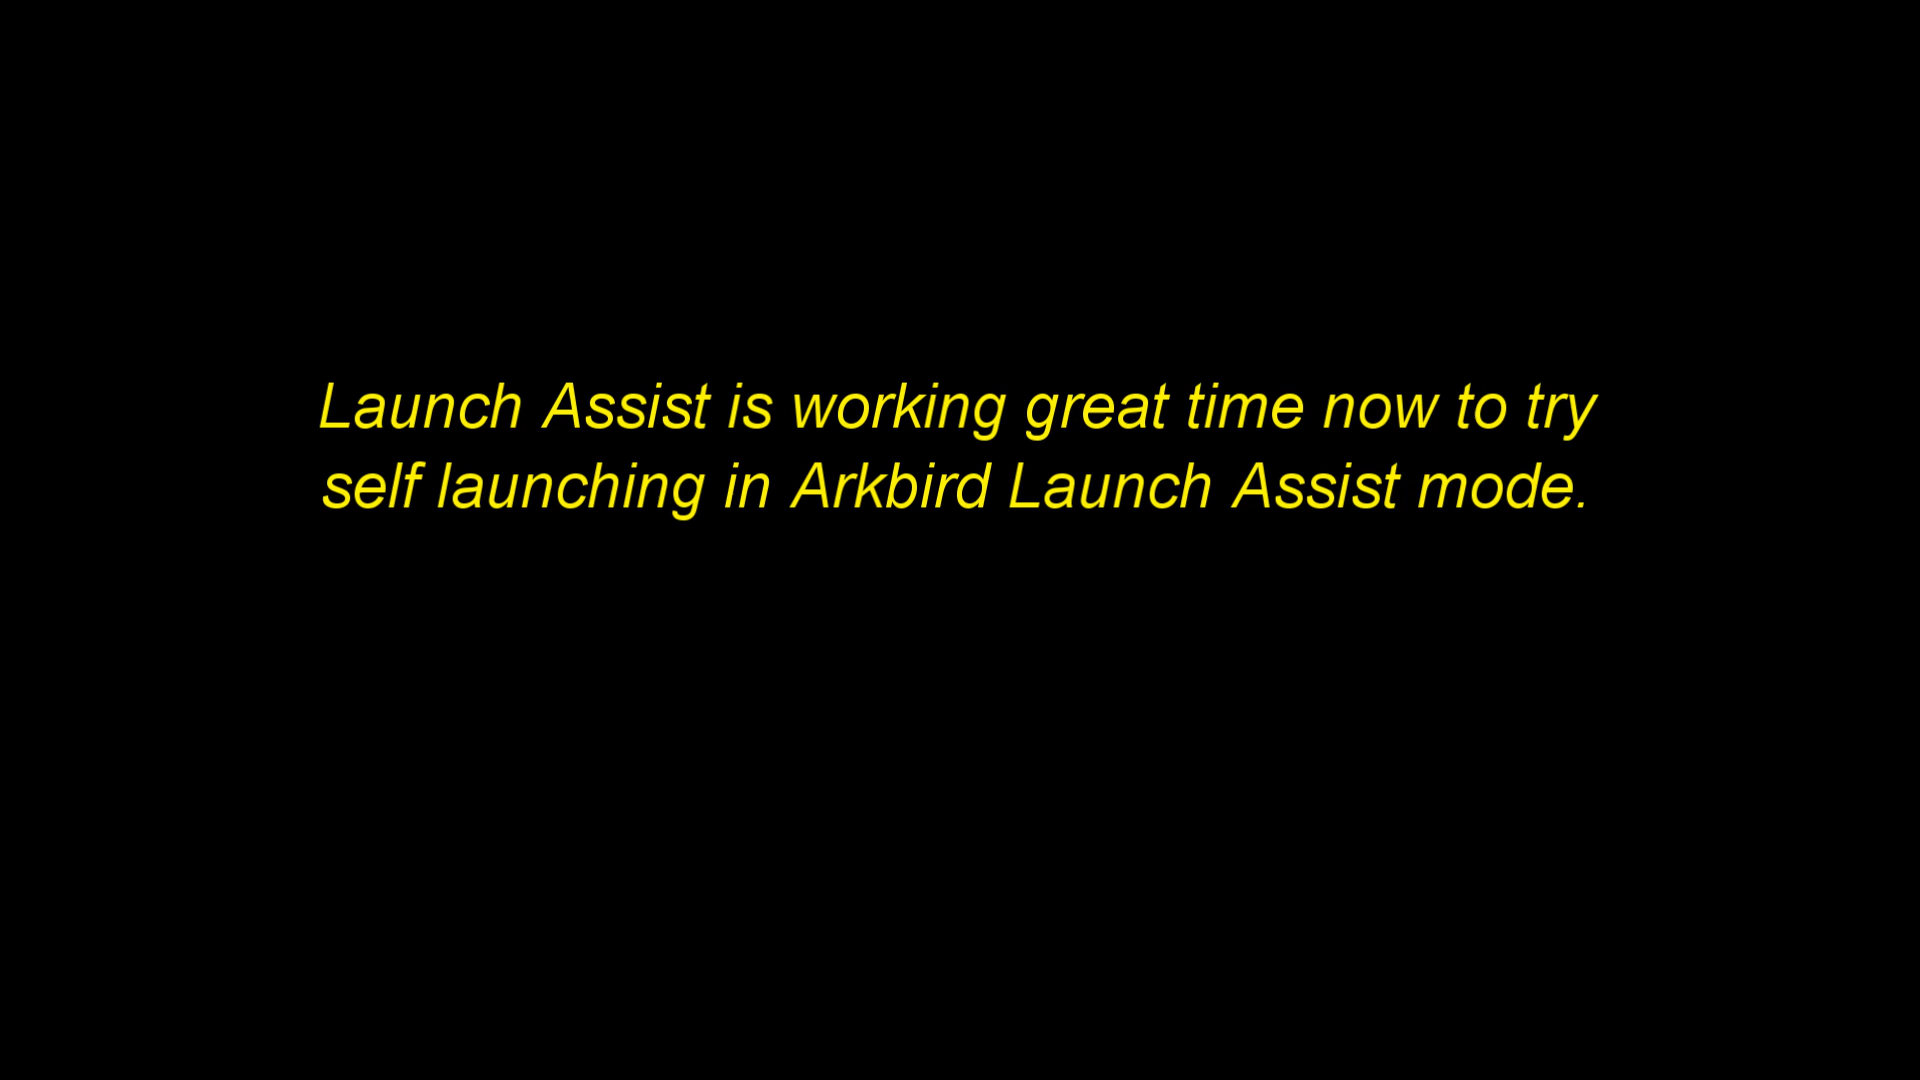 Launch Assist is working great time now to try
self launching in Arkbird Launch Assist mode.